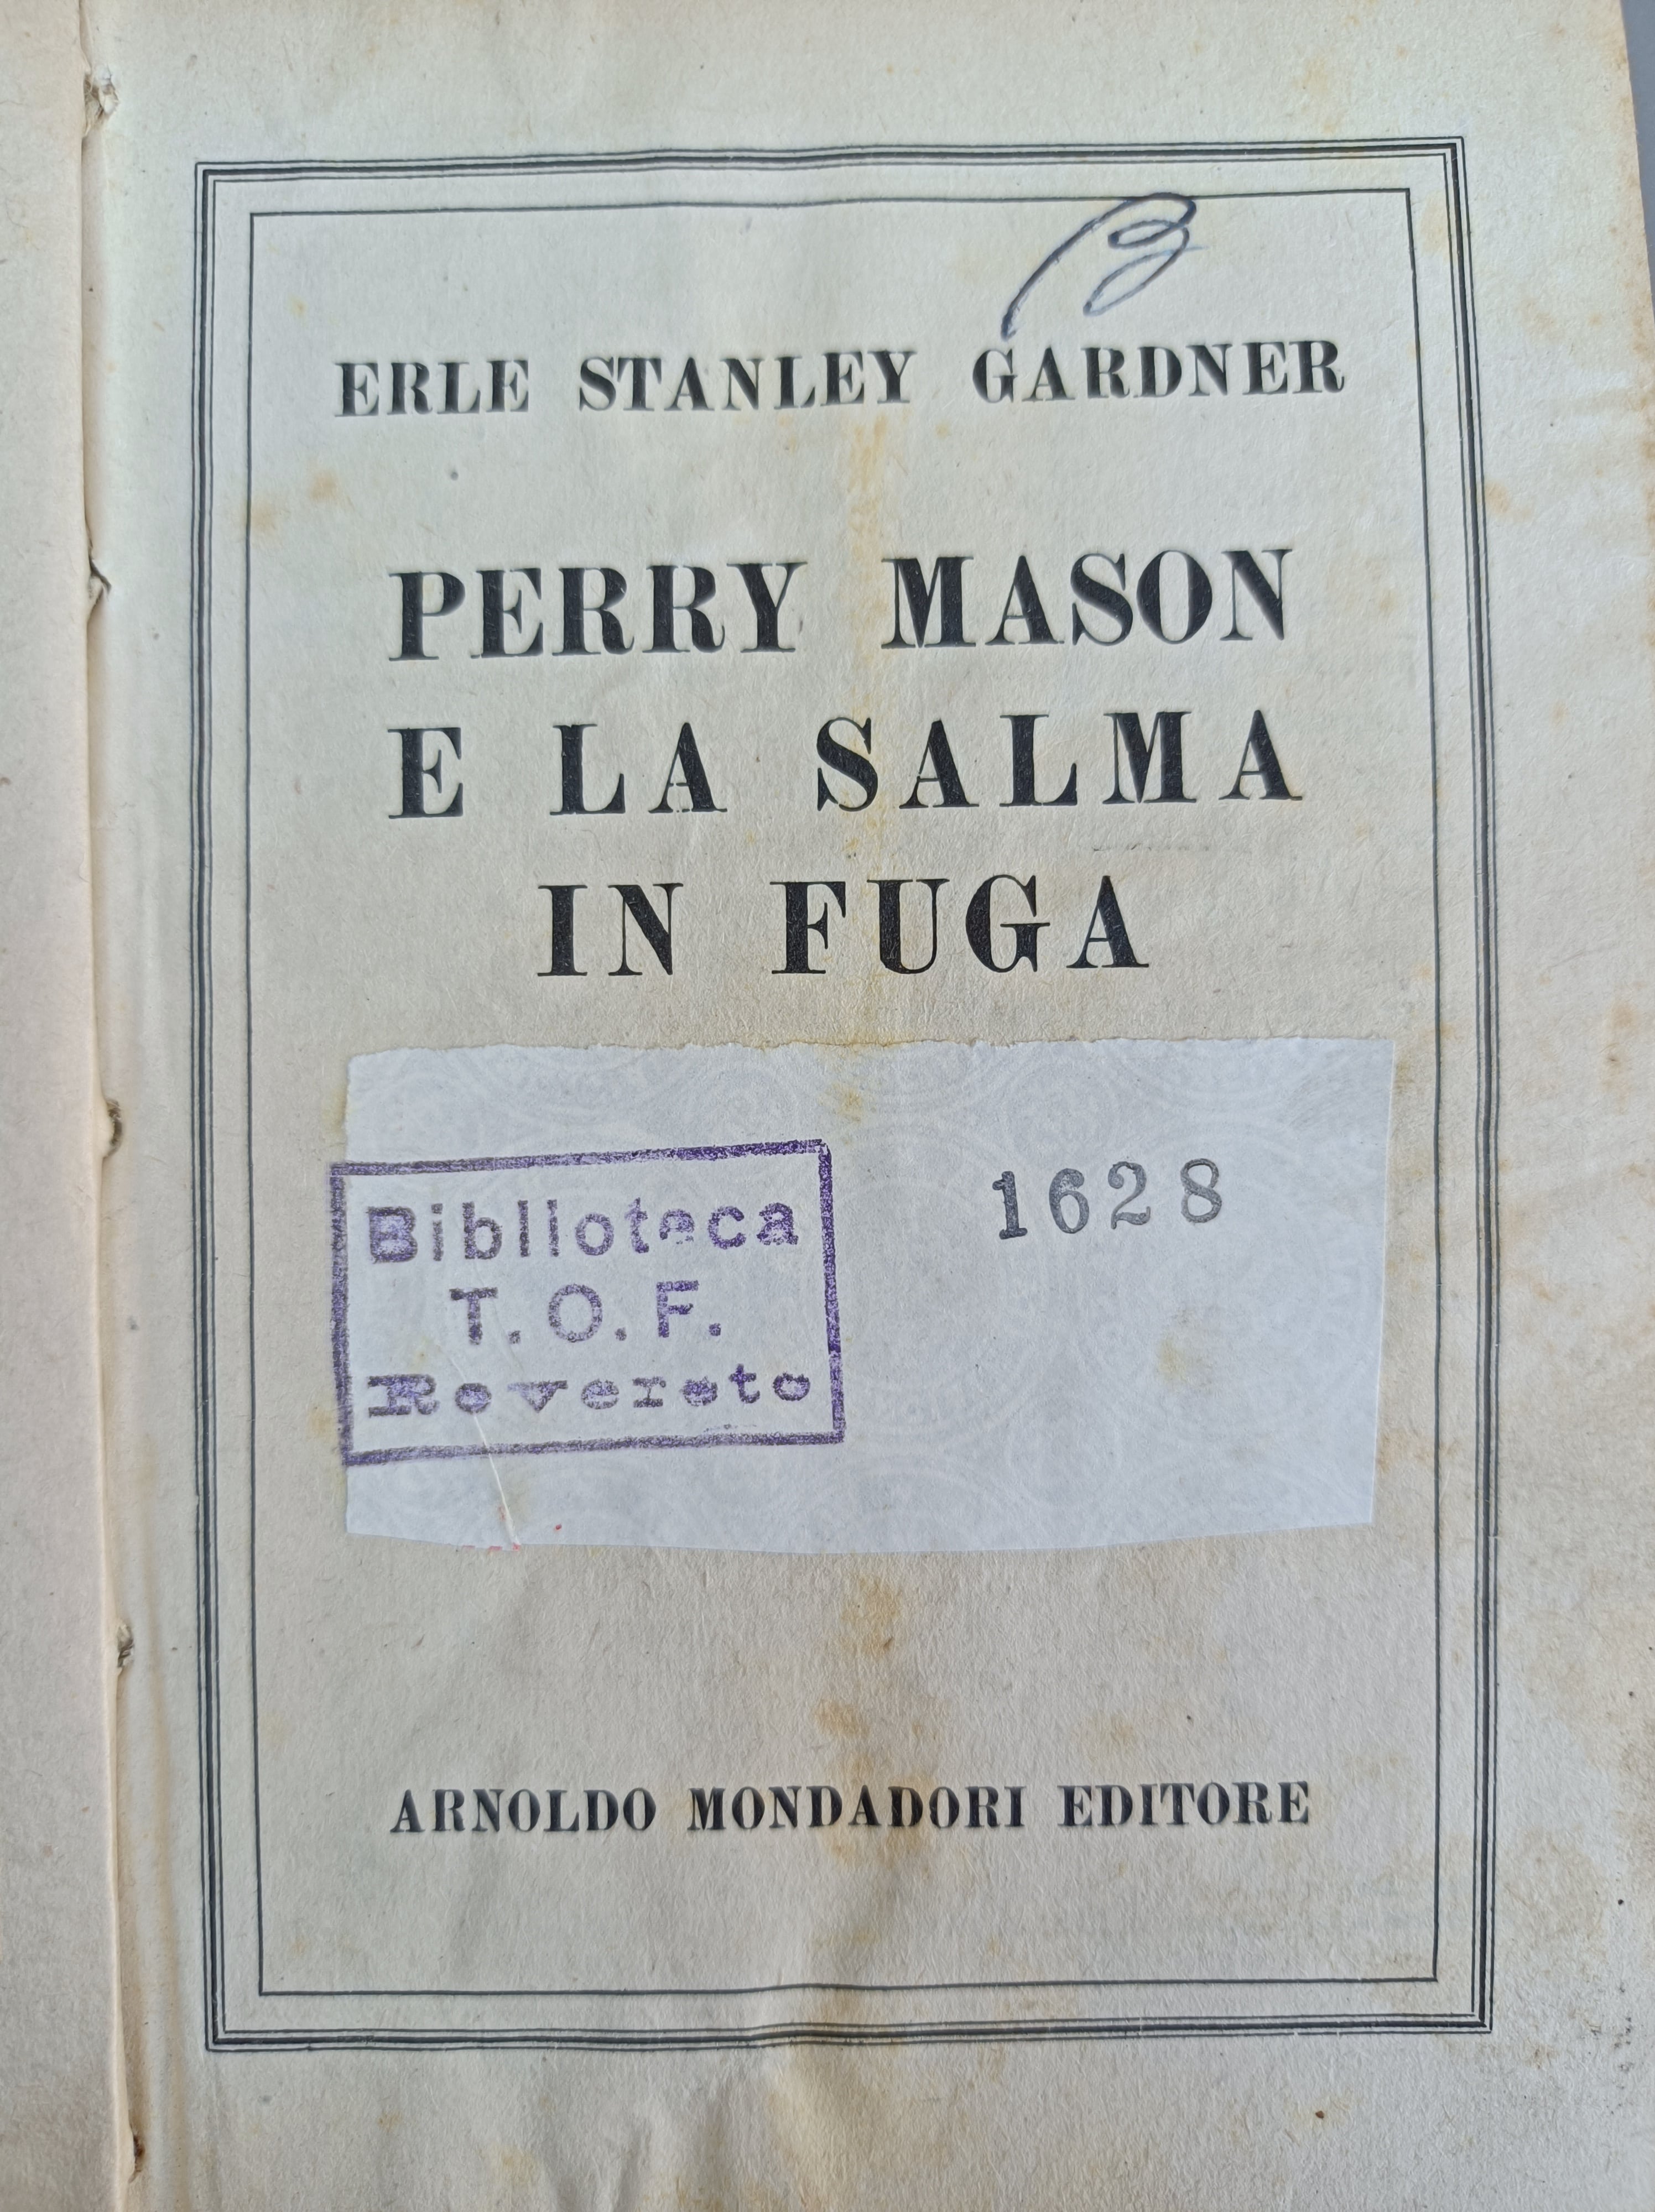 ERLE STANLEY GARDNER
PERRY MASON
E LA SALMA
IN FUGA
Biblioteca
T. O. F.
Rovereto
1628
ARNOLDO MONDADORI EDITORE